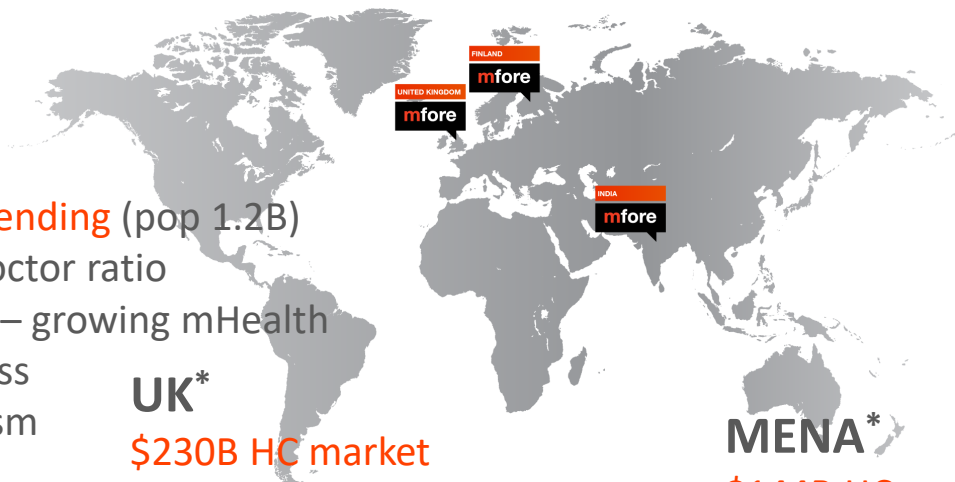 FINLAND
mfore
UNITED KINGDOM
mfore
INDIA
mfore
ending (pop 1.2B)
ctor ratio
– growing mHealth
ss
sm
UK*
$230B HC market
MENA*